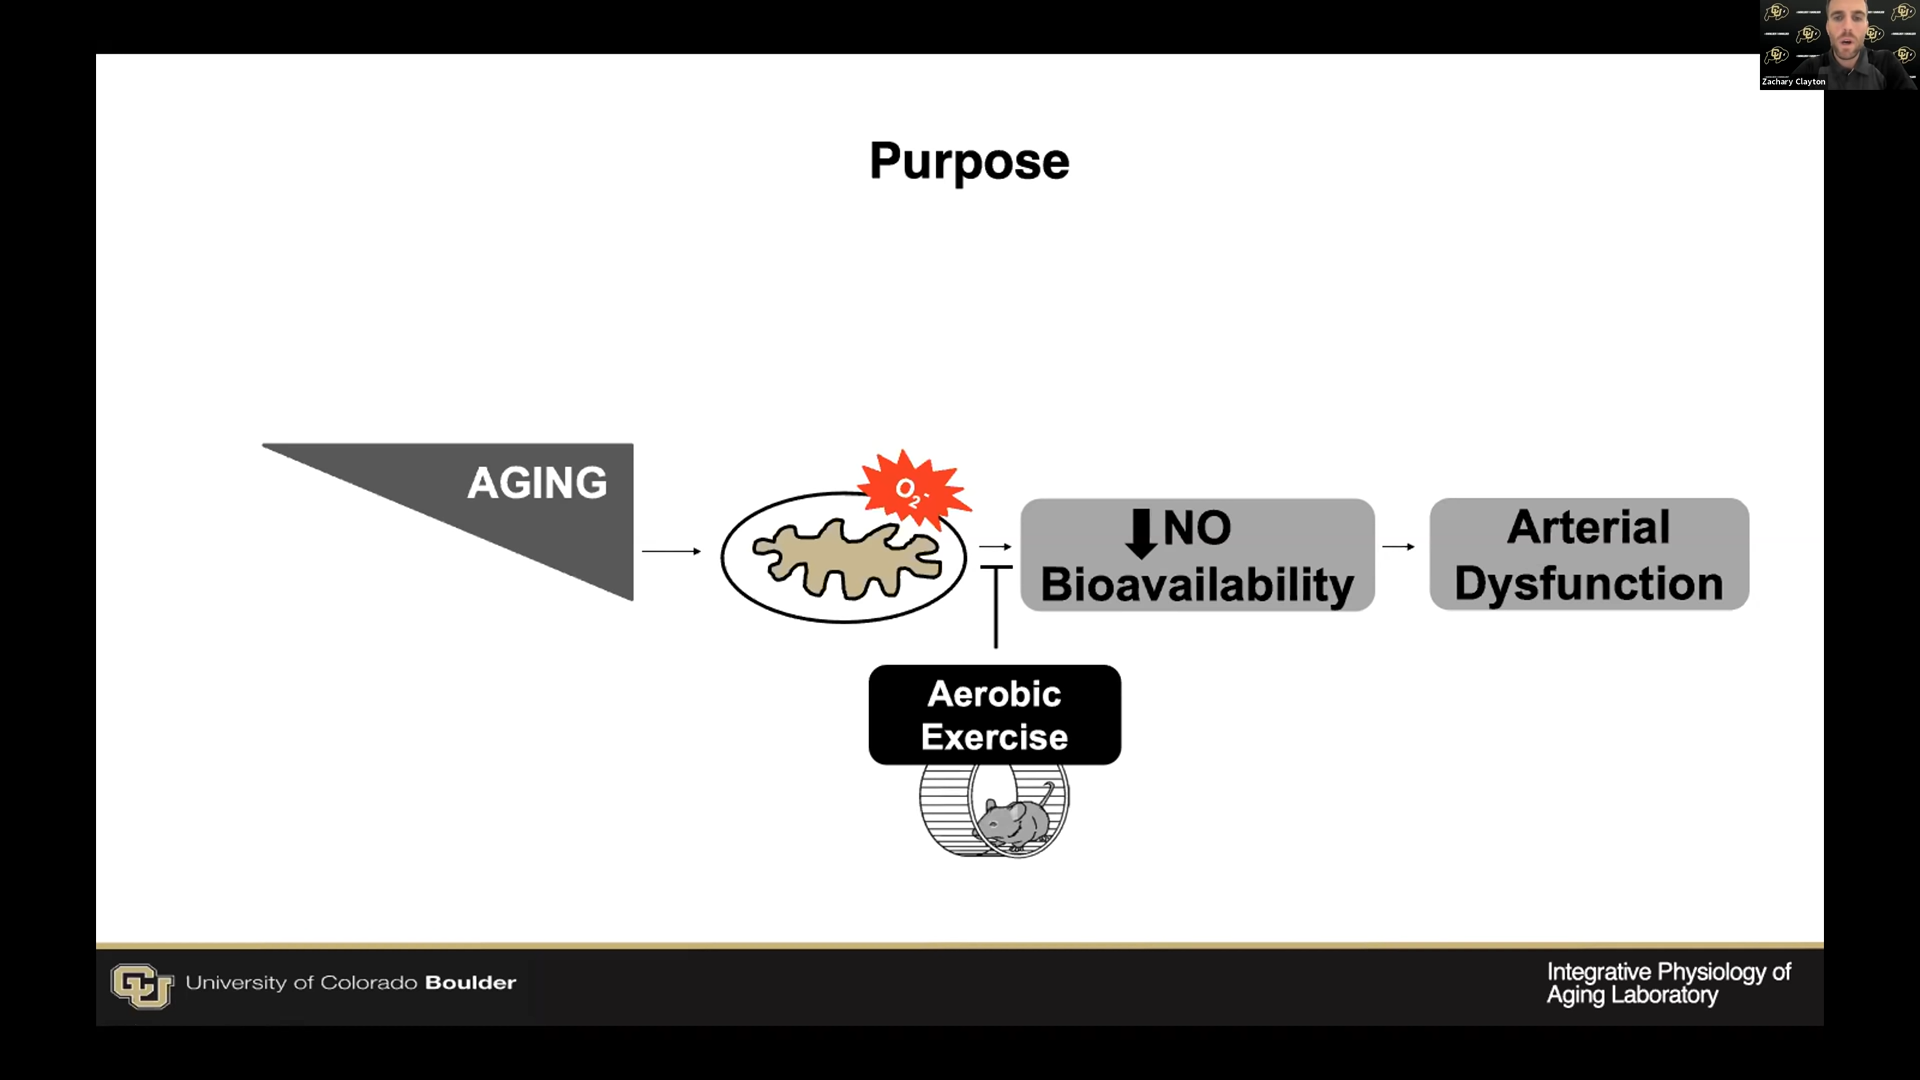 Zachary Clayton
Purpose
AGING
O₂·-
⬇NO
Bioavailability
Arterial
Dysfunction
Aerobic
Exercise
CU
University of Colorado Boulder
Integrative Physiology of
Aging Laboratory